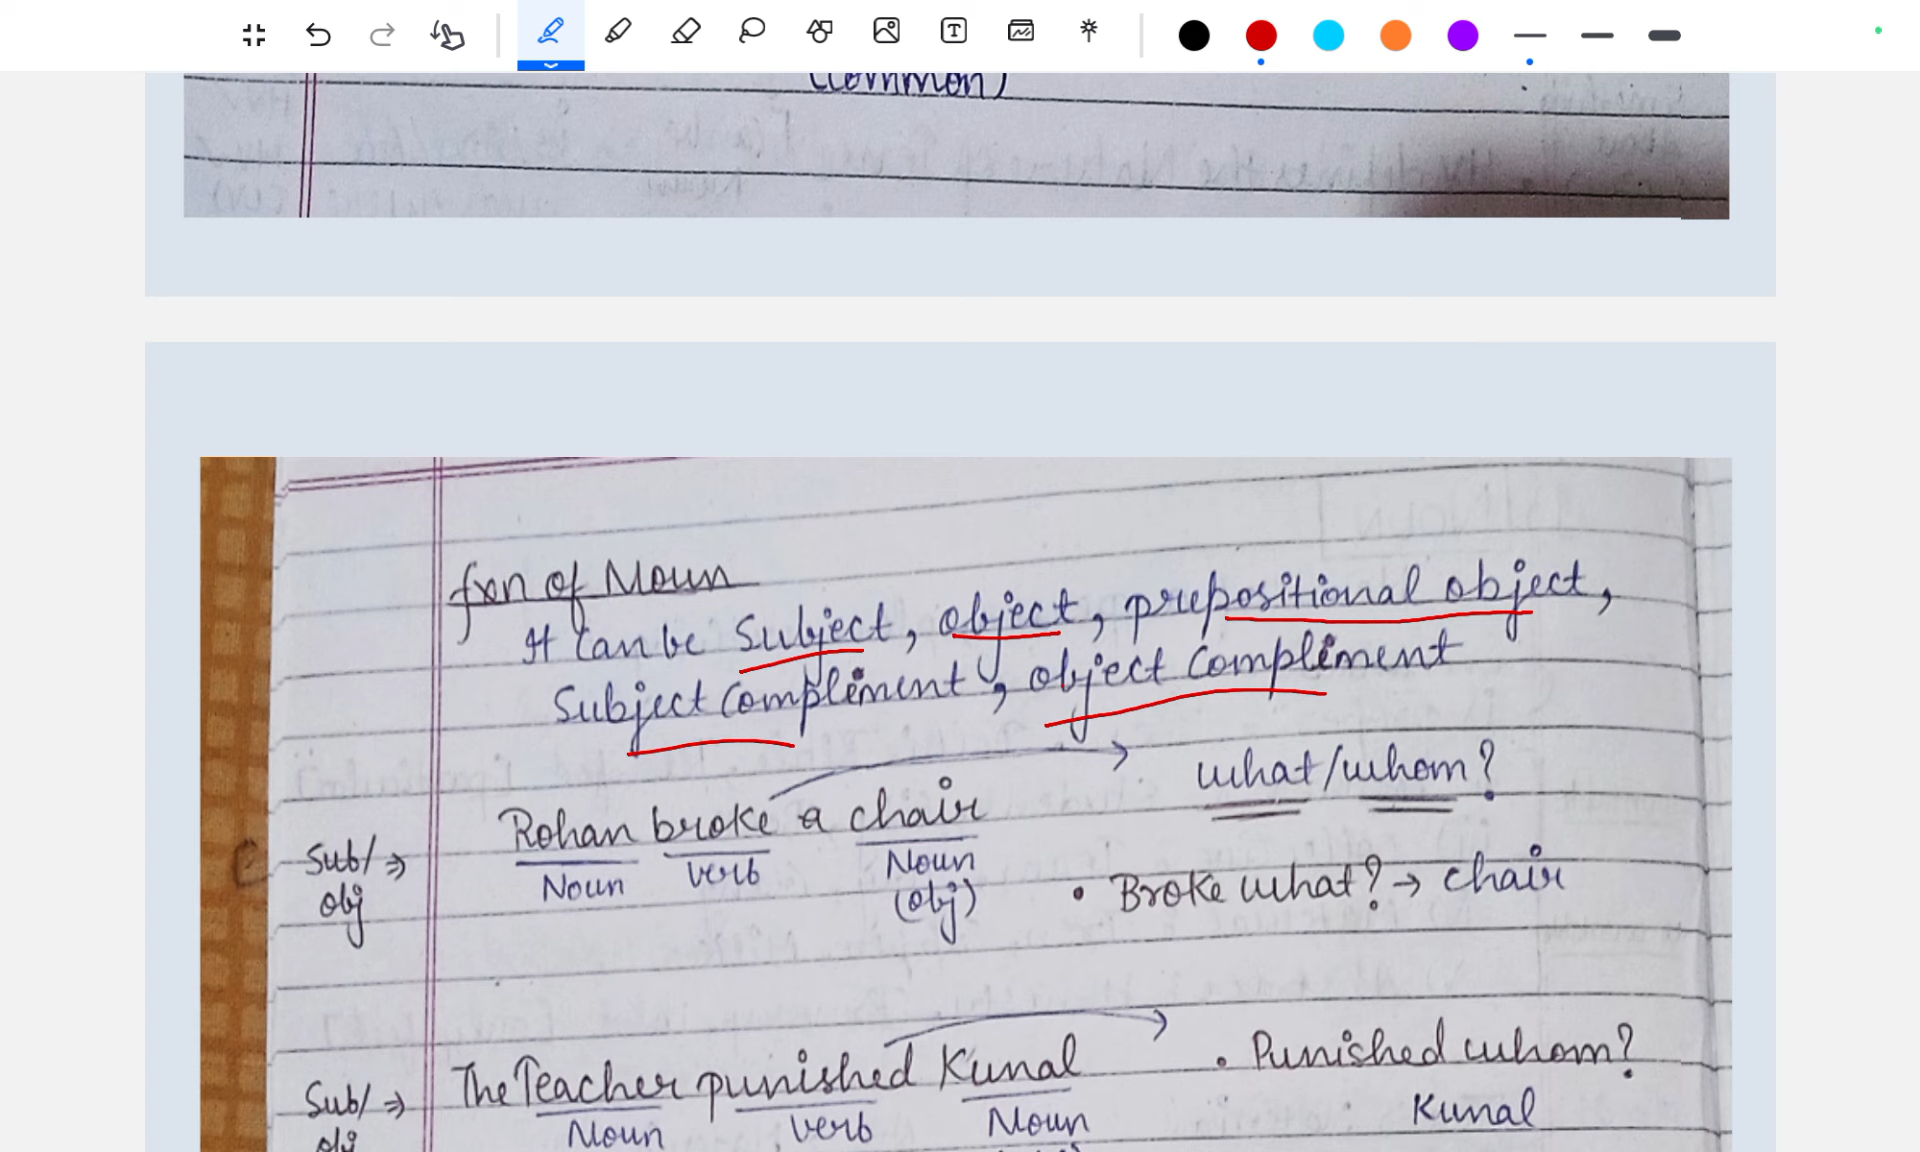 (Common)
fxn of Noun
It can be Subject, object, prepositional object,
Subject Compliment, object Compliment
what/whom?
Sub/ ⇒ Rohan broke a chair
obj Noun verb Noun
(obj)
• Broke what? → chair
Sub/ ⇒ The Teacher punished Kunal • Punished whom?
obj Noun verb Noun Kunal